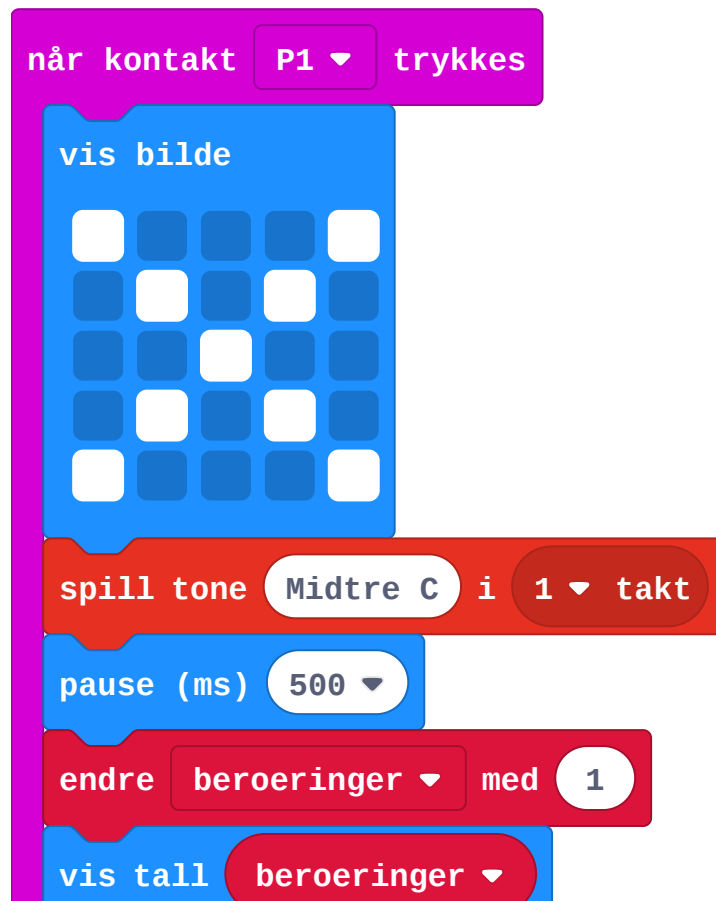 når kontakt P1 trykkes
vis bilde
spill tone Midtre C i 1 takt
pause (ms) 500
endre beroeringer med 1
vis tall beroeringer